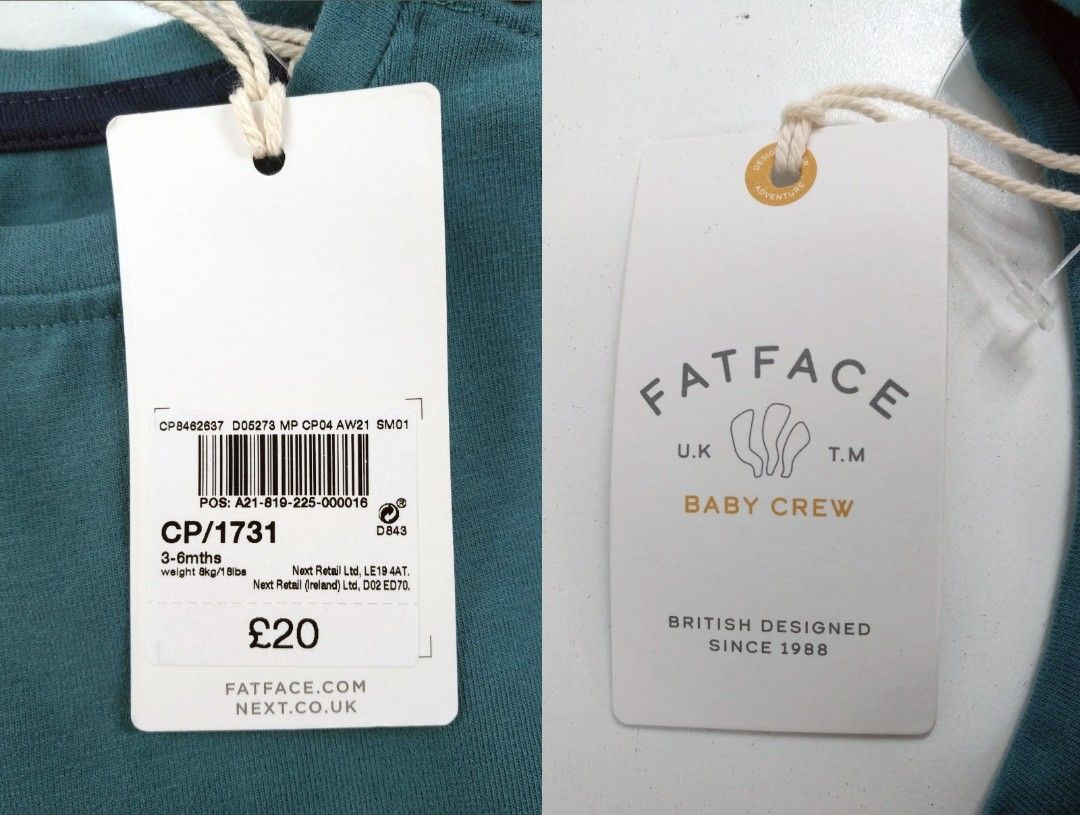 CP8462637 D05273 MP CP04 AW21 SM01
POS: A21-819-225-000016
®
D843
CP/1731
3-6mths
weight 8kg/18lbs
Next Retail Ltd, LE19 4AT.
Next Retail (Ireland) Ltd, D02 ED70.
£20
FATFACE.COM
NEXT.CO.UK
ADVENTURE
FATFACE
U.K T.M
BABY CREW
BRITISH DESIGNED
SINCE 1988